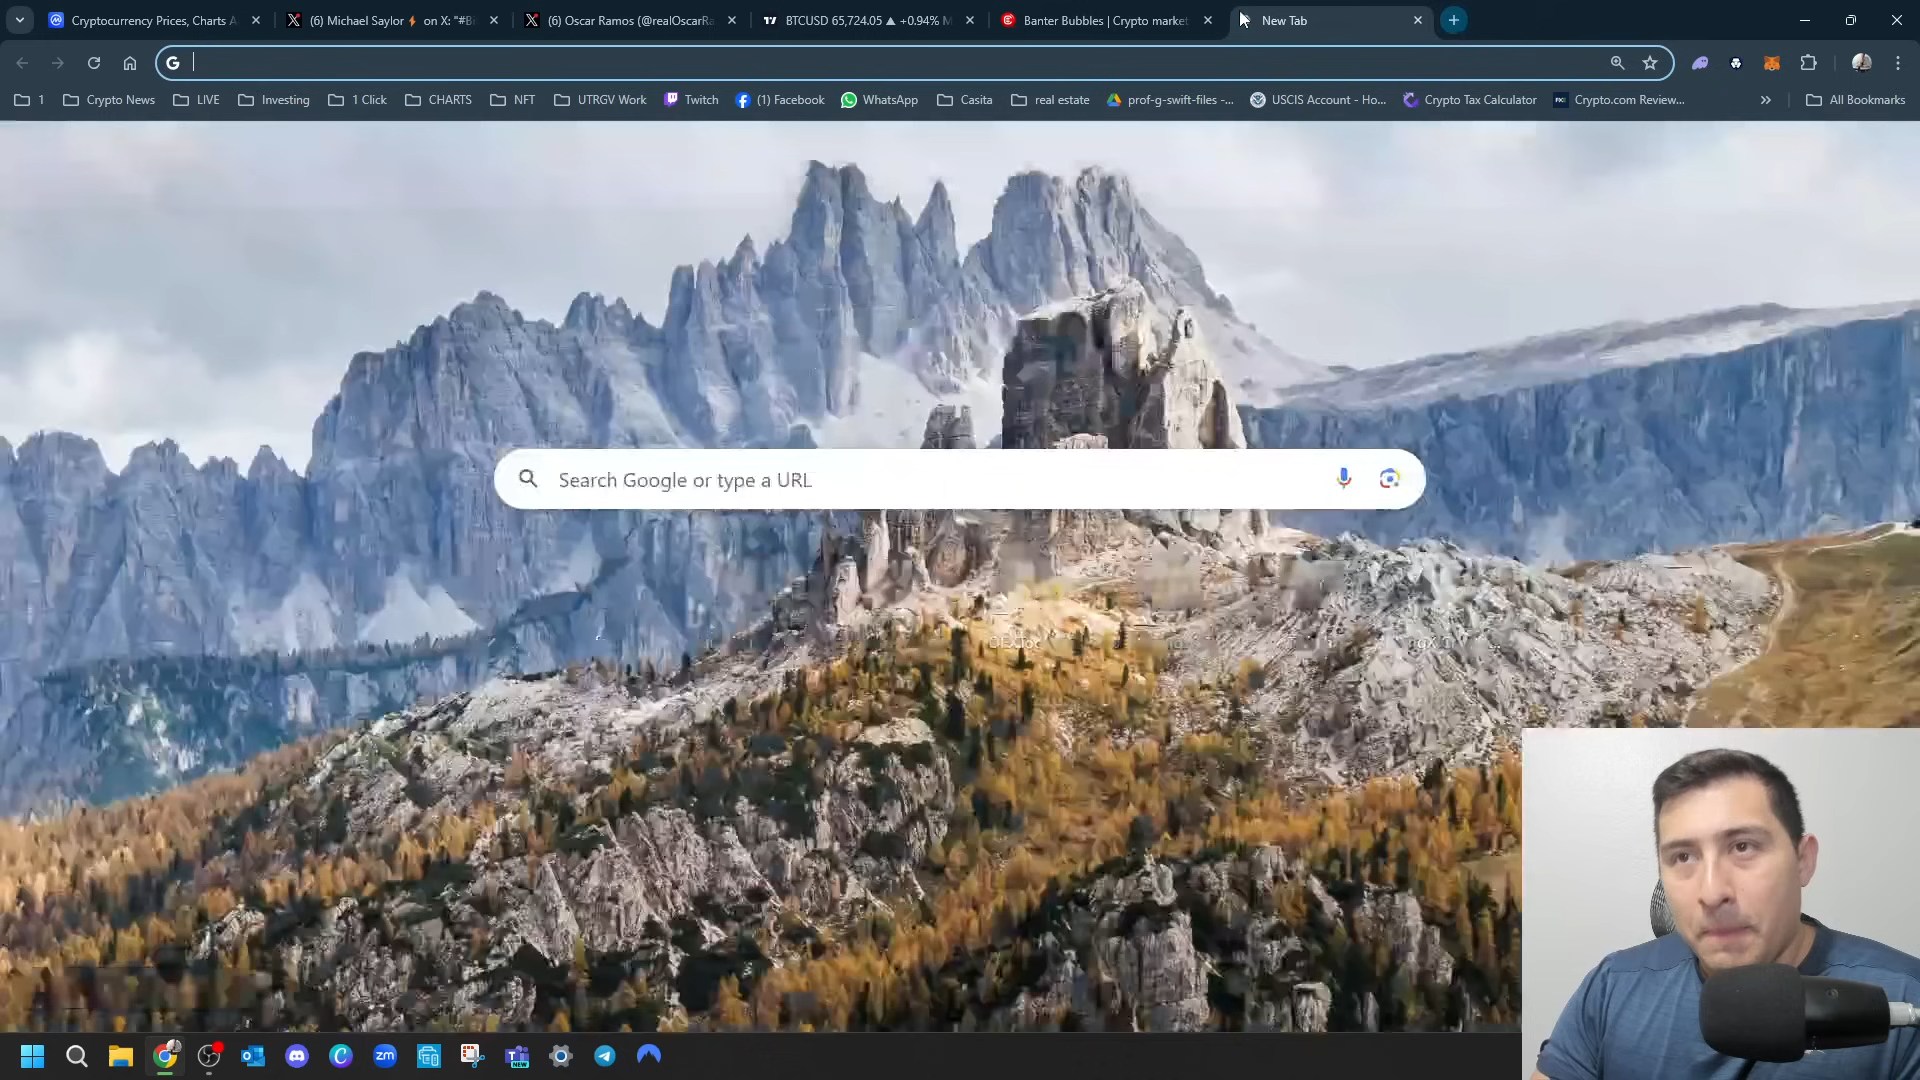 Cryptocurrency Prices, Charts A
(6) Michael Saylor⚡ on X: "#Bi
(6) Oscar Ramos (@realOscarRa
BTCUSD 65,724.05 ▲ +0.94% M
Banter Bubbles | Crypto market
New Tab
1
Crypto News
LIVE
Investing
1 Click
CHARTS
NFT
UTRGV Work
Twitch
(1) Facebook
WhatsApp
Casita
real estate
prof-g-swift-files -...
USCIS Account - Ho...
Crypto Tax Calculator
Crypto.com Review...
»
All Bookmarks
Search Google or type a URL
zm
NEW